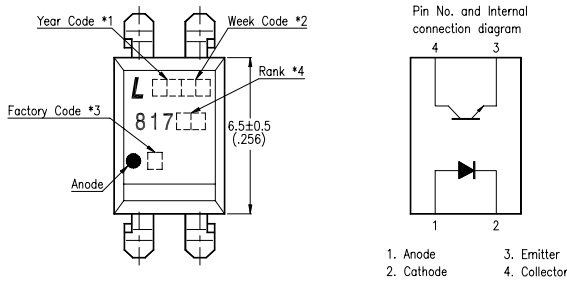 Year Code *1
Week Code *2
L
Rank *4
Factory Code *3
817
6.5±0.5
(.256)
Anode
Pin No. and Internal
connection diagram
4 3
1 2
1. Anode 3. Emitter
2. Cathode 4. Collector